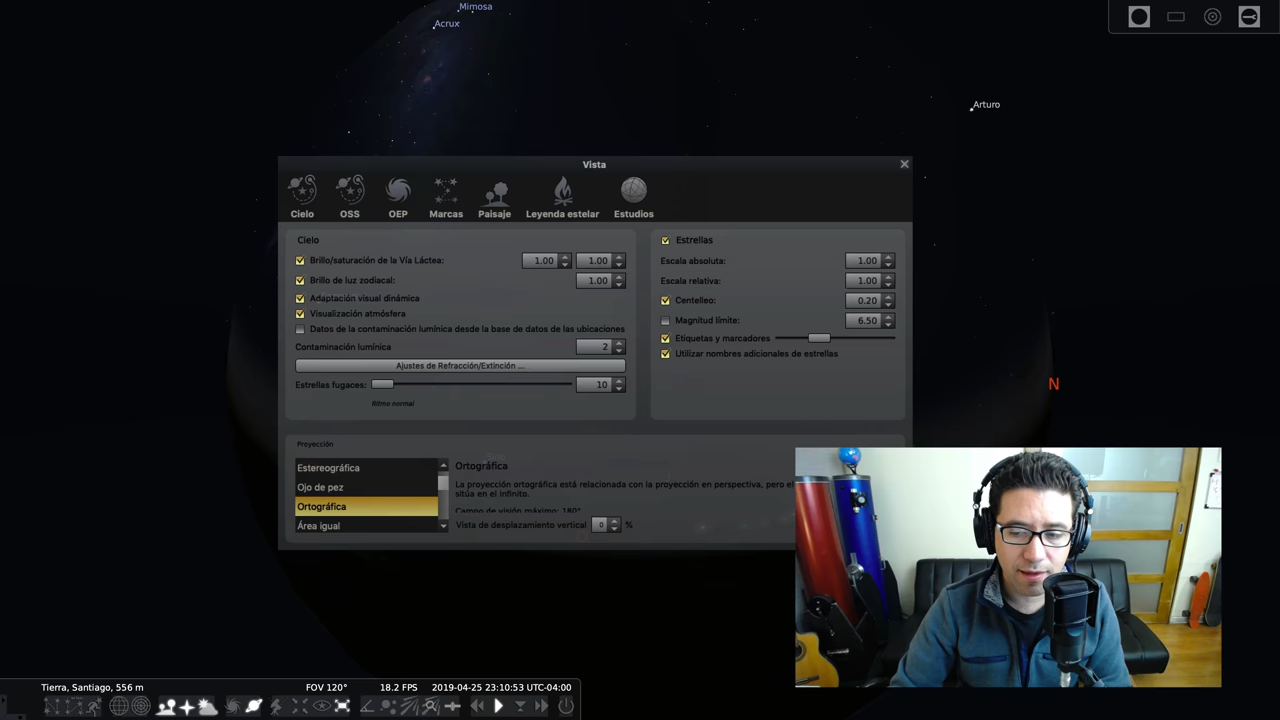 Mimosa
Acrux
Arturo
Vista
Cielo
OSS
OEP
Marcas
Paisaje
Leyenda estelar
Estudios
Cielo
Brillo/saturación de la Vía Láctea: 1.00 1.00
Brillo de luz zodiacal: 1.00
Adaptación visual dinámica
Visualización atmósfera
Datos de la contaminación lumínica desde la base de datos de las ubicaciones
Contaminación lumínica 2
Ajustes de Refracción/Extinción ...
Estrellas fugaces: 10
Ritmo normal
Estrellas
Escala absoluta: 1.00
Escala relativa: 1.00
Centelleo: 0.20
Magnitud límite: 6.50
Etiquetas y marcadores
Utilizar nombres adicionales de estrellas
N
Proyección
Estereográfica
Ojo de pez
Ortográfica
Área igual
Ortográfica
La proyección ortográfica está relacionada con la proyección en perspectiva, pero el
sitúa en el infinito.
Campo de visión máximo: 180°
Vista de desplazamiento vertical 0 %
Tierra, Santiago, 556 m FOV 120° 18.2 FPS 2019-04-25 23:10:53 UTC-04:00